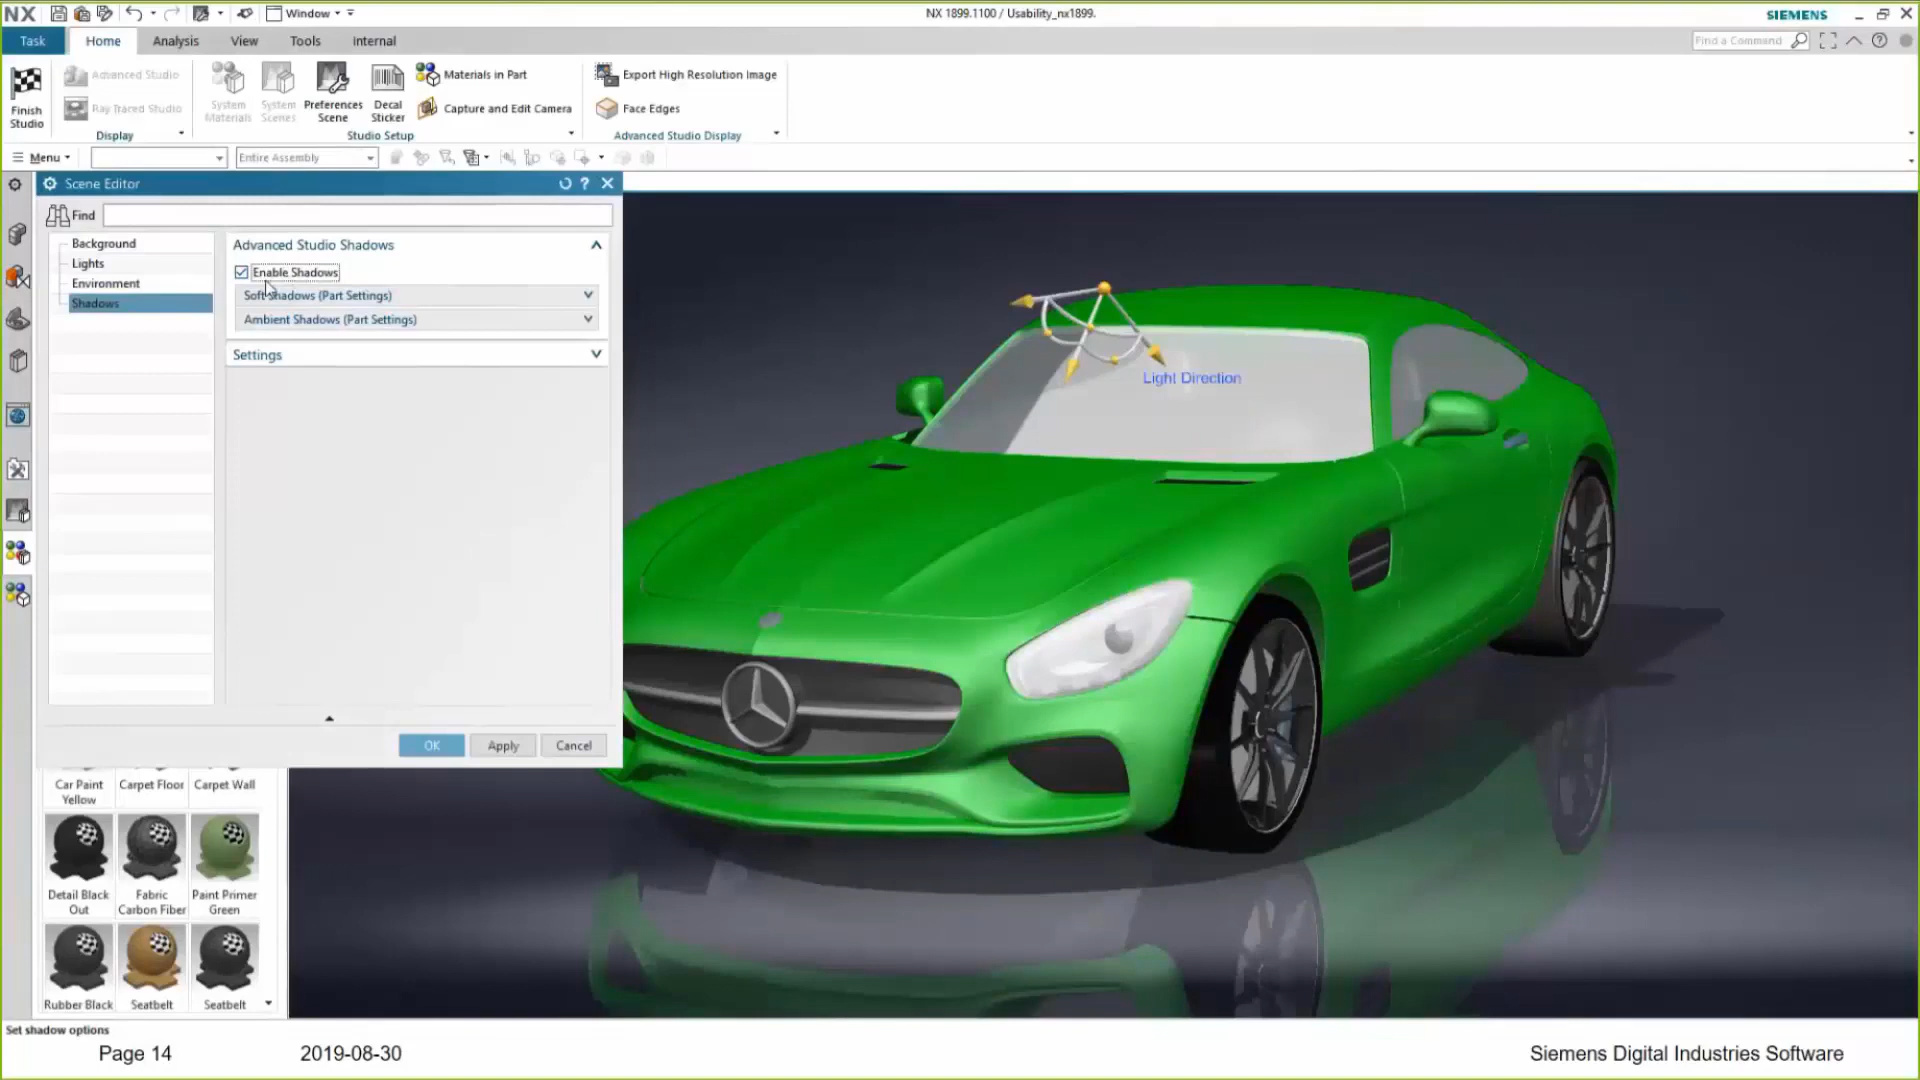 NX
Window
NX 1899.1100 / Usability_nx1899.
SIEMENS
Task
Home
Analysis
View
Tools
Internal
Find a Command
Finish
Studio
Advanced Studio
Ray Traced Studio
Display
System
Materials
System
Scenes
Preferences
Scene
Decal
Sticker
Materials in Part
Capture and Edit Camera
Studio Setup
Export High Resolution Image
Face Edges
Advanced Studio Display
Menu
Entire Assembly
Scene Editor
Find
Background
Lights
Environment
Shadows
Advanced Studio Shadows
Enable Shadows
Soft Shadows (Part Settings)
Ambient Shadows (Part Settings)
Settings
OK
Apply
Cancel
Light Direction
Car Paint
Yellow
Carpet Floor
Carpet Wall
Detail Black
Out
Fabric
Carbon Fiber
Paint Primer
Green
Rubber Black
Seatbelt
Seatbelt
Set shadow options
Page 14
2019-08-30
Siemens Digital Industries Software